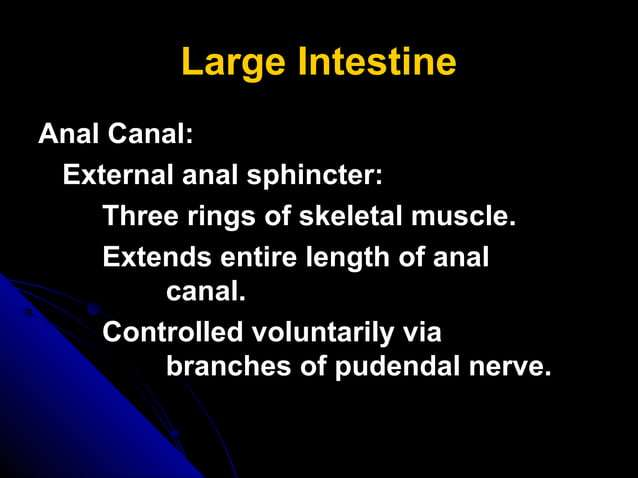 Large Intestine
Anal Canal:
External anal sphincter:
Three rings of skeletal muscle.
Extends entire length of anal
canal.
Controlled voluntarily via
branches of pudendal nerve.